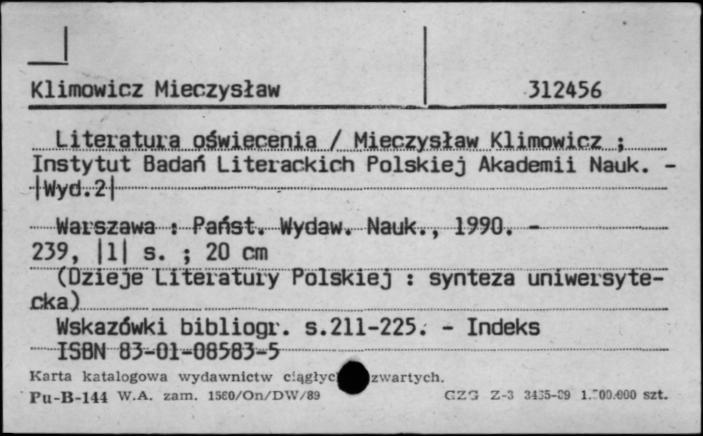 Klimowicz Mieczysław 312456
Literatura oświecenia / Mieczysław Klimowicz ;
Instytut Badań Literackich Polskiej Akademii Nauk. -
|Wyd.2|
Warszawa : Państ. Wydaw. Nauk., 1990. -
239, |1| s. ; 20 cm
(Dzieje Literatury Polskiej : synteza uniwersyte-
cka)
Wskazówki bibliogr. s.211-225. - Indeks
ISBN 83-01-08583-5
Karta katalogowa wydawnictw zwartych.
Pu-B-144 W.A. zam. 1560/On/DW/89 Z-3 szt.